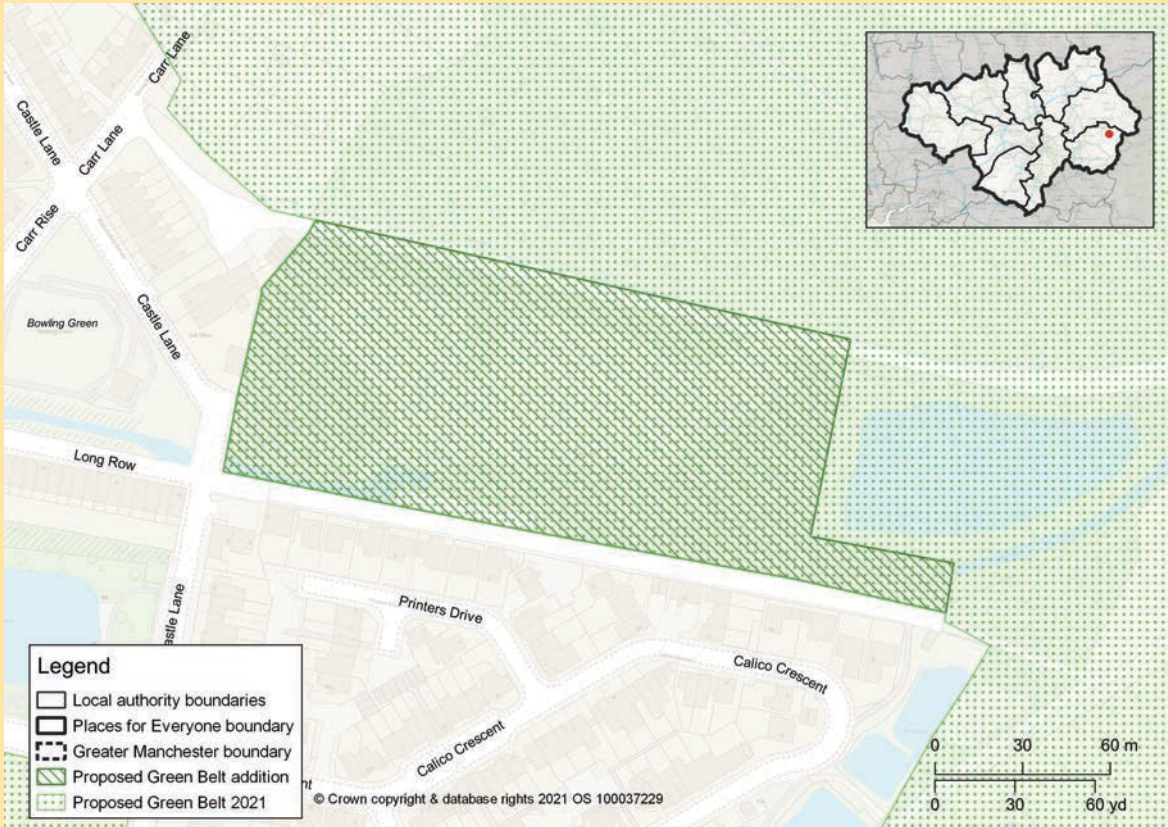 Carr Lane
Castle Lane
Carr Lane
Carr Rise
Castle Lane
Bowling Green
Long Row
Printers Drive
astle Lane
Calico Crescent
Calico Crescent
nt
Legend
Local authority boundaries
Places for Everyone boundary
Greater Manchester boundary
Proposed Green Belt addition
Proposed Green Belt 2021
© Crown copyright & database rights 2021 OS 100037229
0 30 60 m
0 30 60 yd